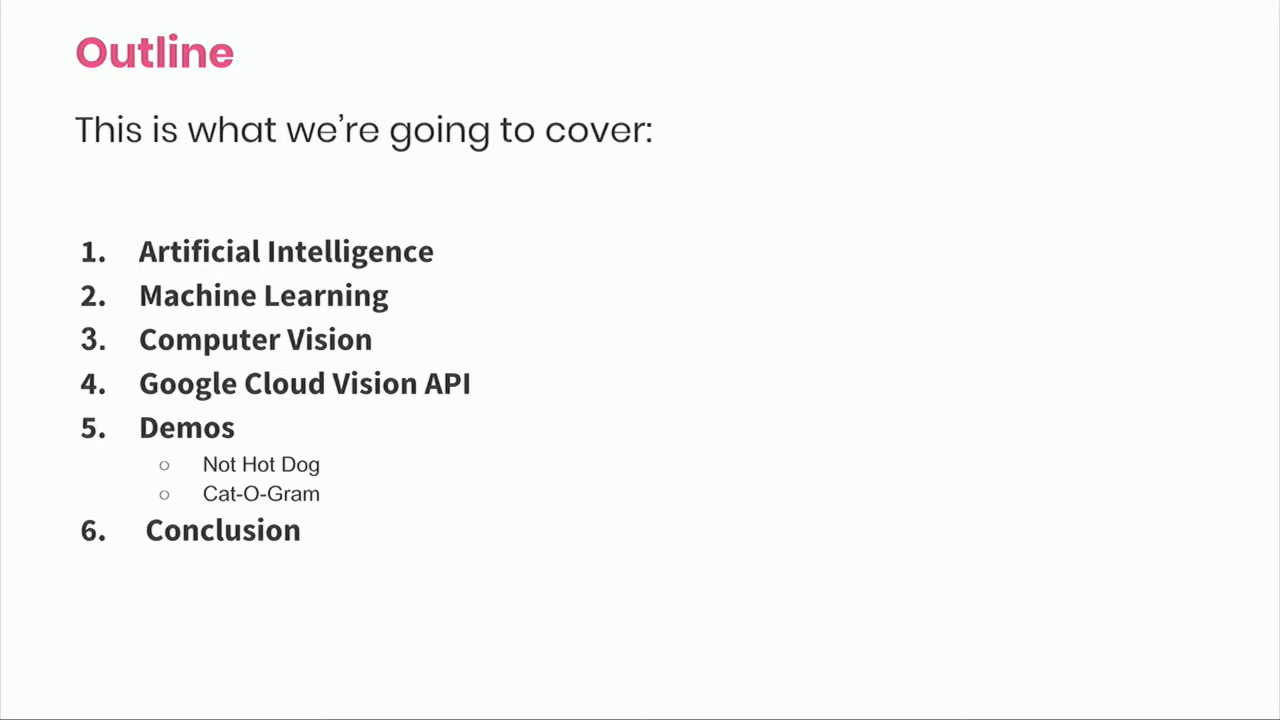 Outline
This is what we’re going to cover:
1. Artificial Intelligence
2. Machine Learning
3. Computer Vision
4. Google Cloud Vision API
5. Demos
○ Not Hot Dog
○ Cat-O-Gram
6. Conclusion